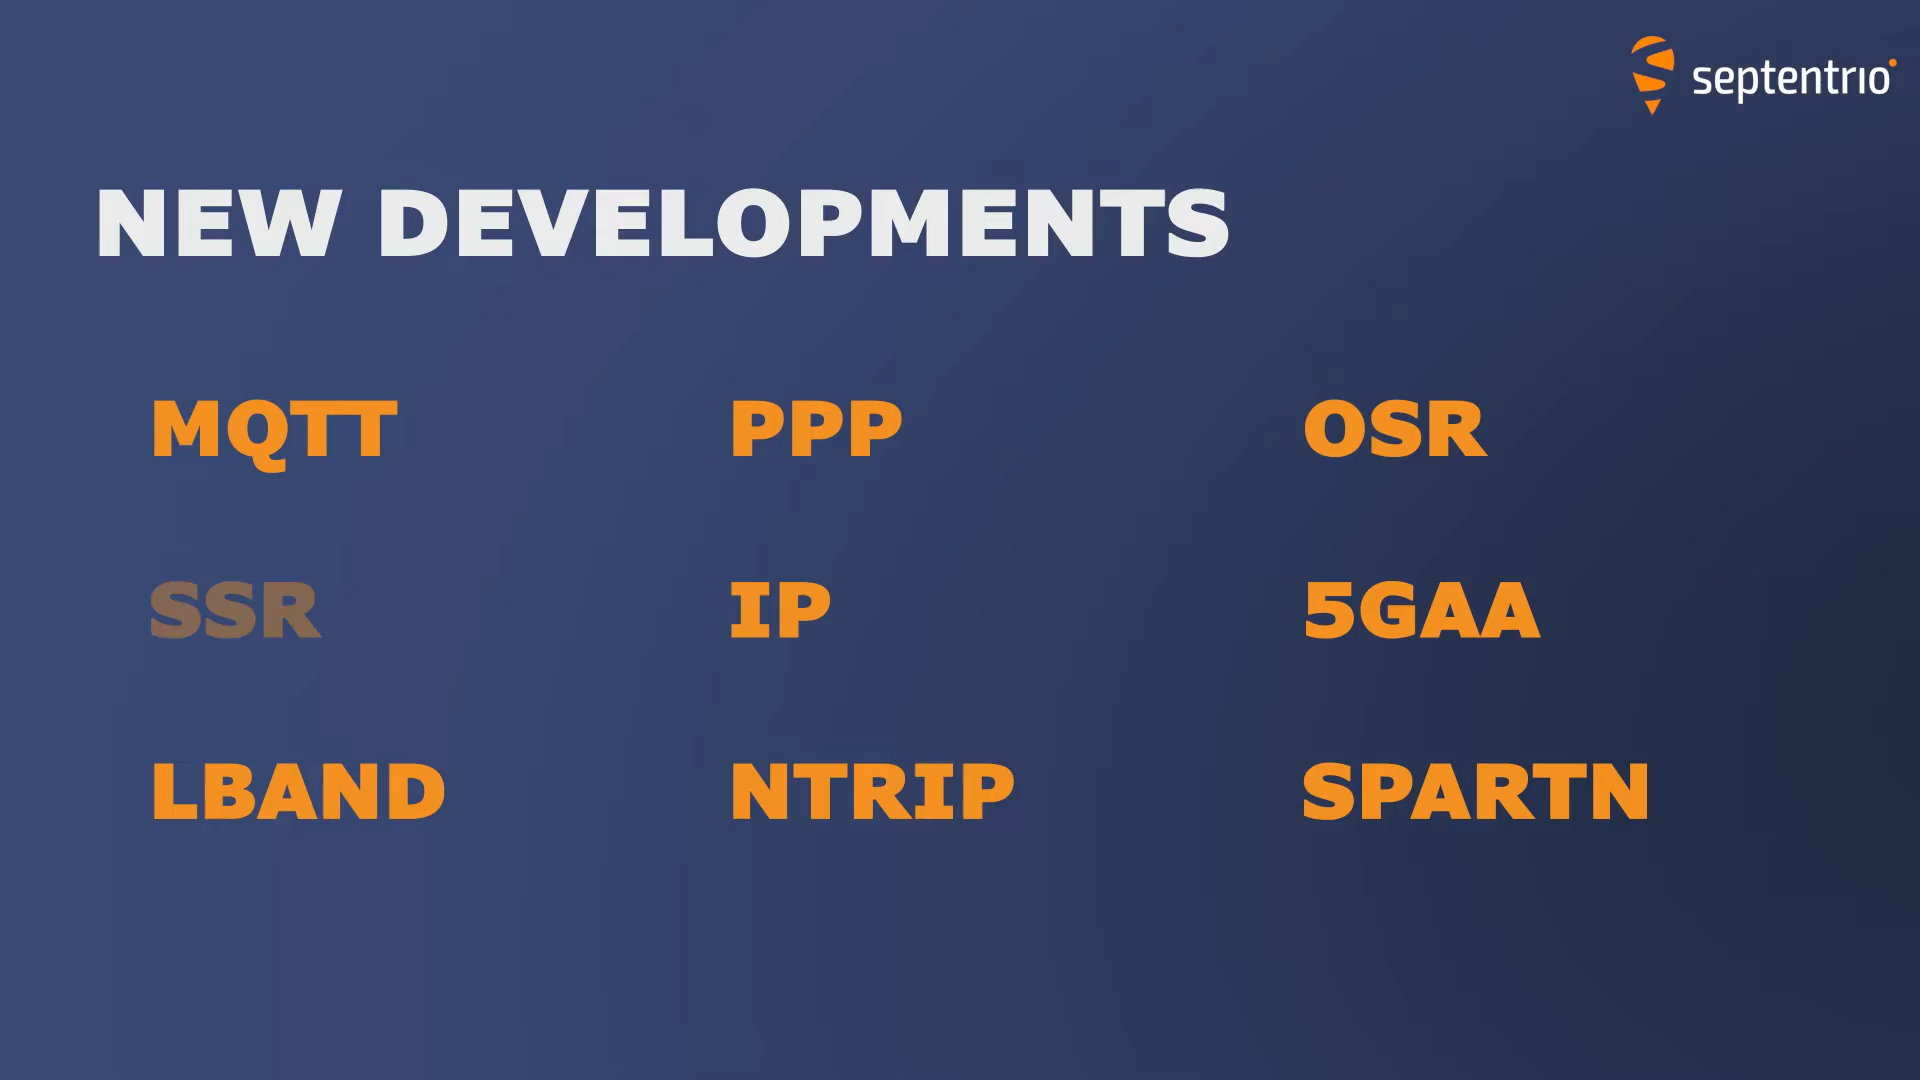 septentrio
NEW DEVELOPMENTS
MQTT PPP OSR
SSR IP 5GAA
LBAND NTRIP SPARTN